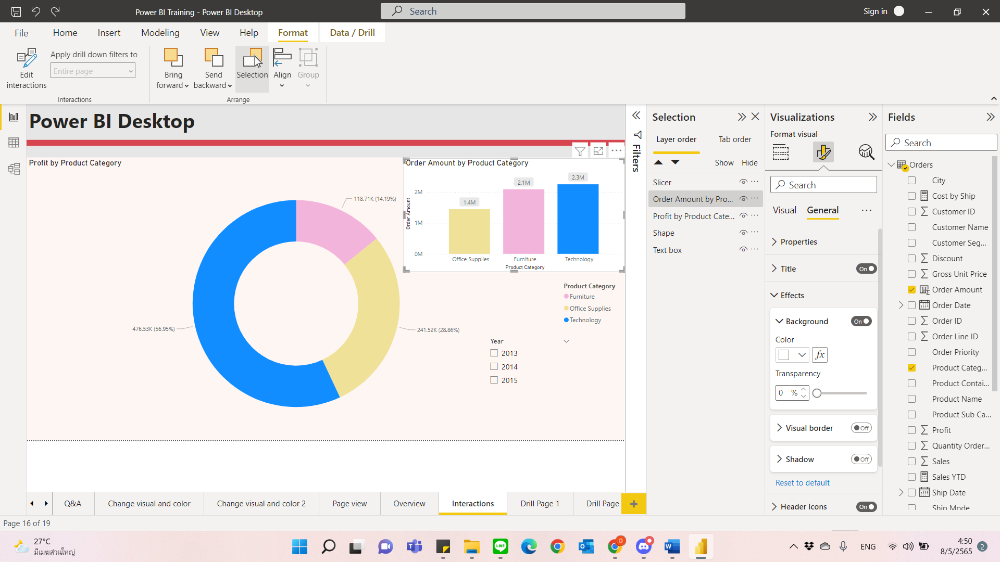 Power BI Training - Power BI Desktop
Search
Sign in
File
Home
Insert
Modeling
View
Help
Format
Data / Drill
Edit
interactions
Apply drill down filters to
Entire page
Interactions
Bring
forward
Send
backward
Selection
Align
Group
Arrange
Power BI Desktop
Profit by Product Category
118.71K (14.19%)
476.53K (56.95%)
241.52K (28.86%)
Order Amount by Product Category
Order Amount
2M
1M
0M
1.4M
2.1M
2.3M
Office Supplies
Furniture
Technology
Product Category
Product Category
Furniture
Office Supplies
Technology
Year
2013
2014
2015
Filters
Selection
Layer order
Tab order
Show
Hide
Slicer
Order Amount by Pro...
Profit by Product Cate...
Shape
Text box
Visualizations
Format visual
Search
Visual
General
Properties
Title
On
Effects
Background
On
Color
fx
Transparency
0 %
Visual border
Off
Shadow
Off
Reset to default
Header icons
On
Fields
Search
Orders
City
Cost by Ship
Customer ID
Customer Name
Customer Seg...
Discount
Gross Unit Price
Order Amount
Order Date
Order ID
Order Line ID
Order Priority
Product Categ...
Product Contai...
Product Name
Product Sub Ca...
Profit
Quantity Order...
Sales
Sales YTD
Ship Date
Ship Mode
Q&A
Change visual and color
Change visual and color 2
Page view
Overview
Interactions
Drill Page 1
Drill Page
Page 16 of 19
27°C
มีเมฆส่วนใหญ่
LINE
0
ENG
4:50
8/5/2565
2